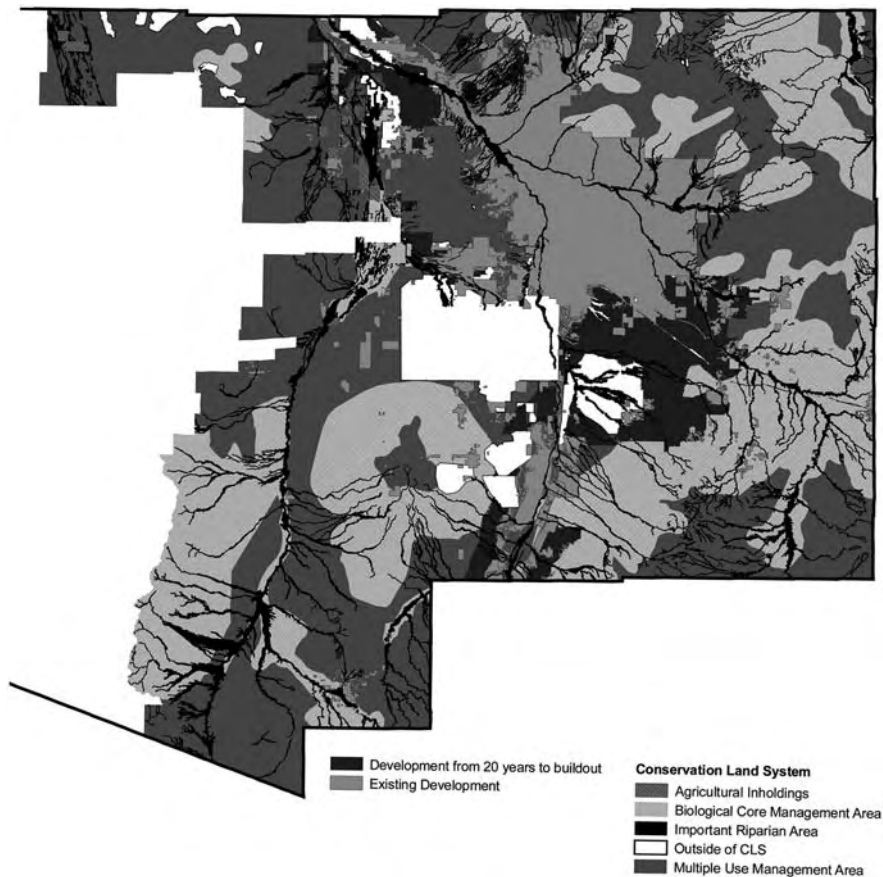 Development from 20 years to buildout
Existing Development
Conservation Land System
Agricultural Inholdings
Biological Core Management Area
Important Riparian Area
Outside of CLS
Multiple Use Management Area